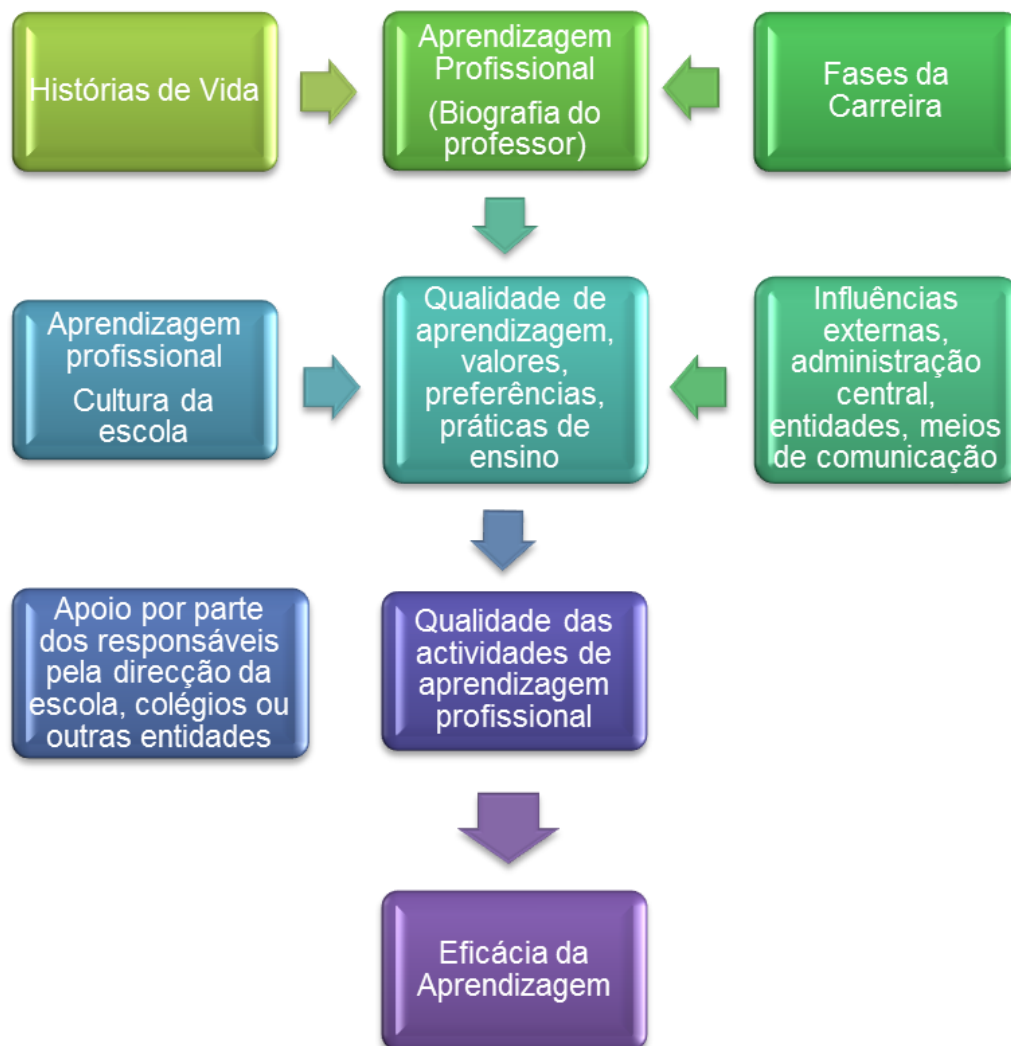 Histórias de Vida
Aprendizagem
Profissional
(Biografia do
professor)
Fases da
Carreira
Aprendizagem
profissional
Cultura da
escola
Qualidade de
aprendizagem,
valores,
preferências,
práticas de
ensino
Influências
externas,
administração
central,
entidades, meios
de comunicação
Apoio por parte
dos responsáveis
pela direcção da
escola, colégios ou
outras entidades
Qualidade das
actividades de
aprendizagem
profissional
Eficácia da
Aprendizagem